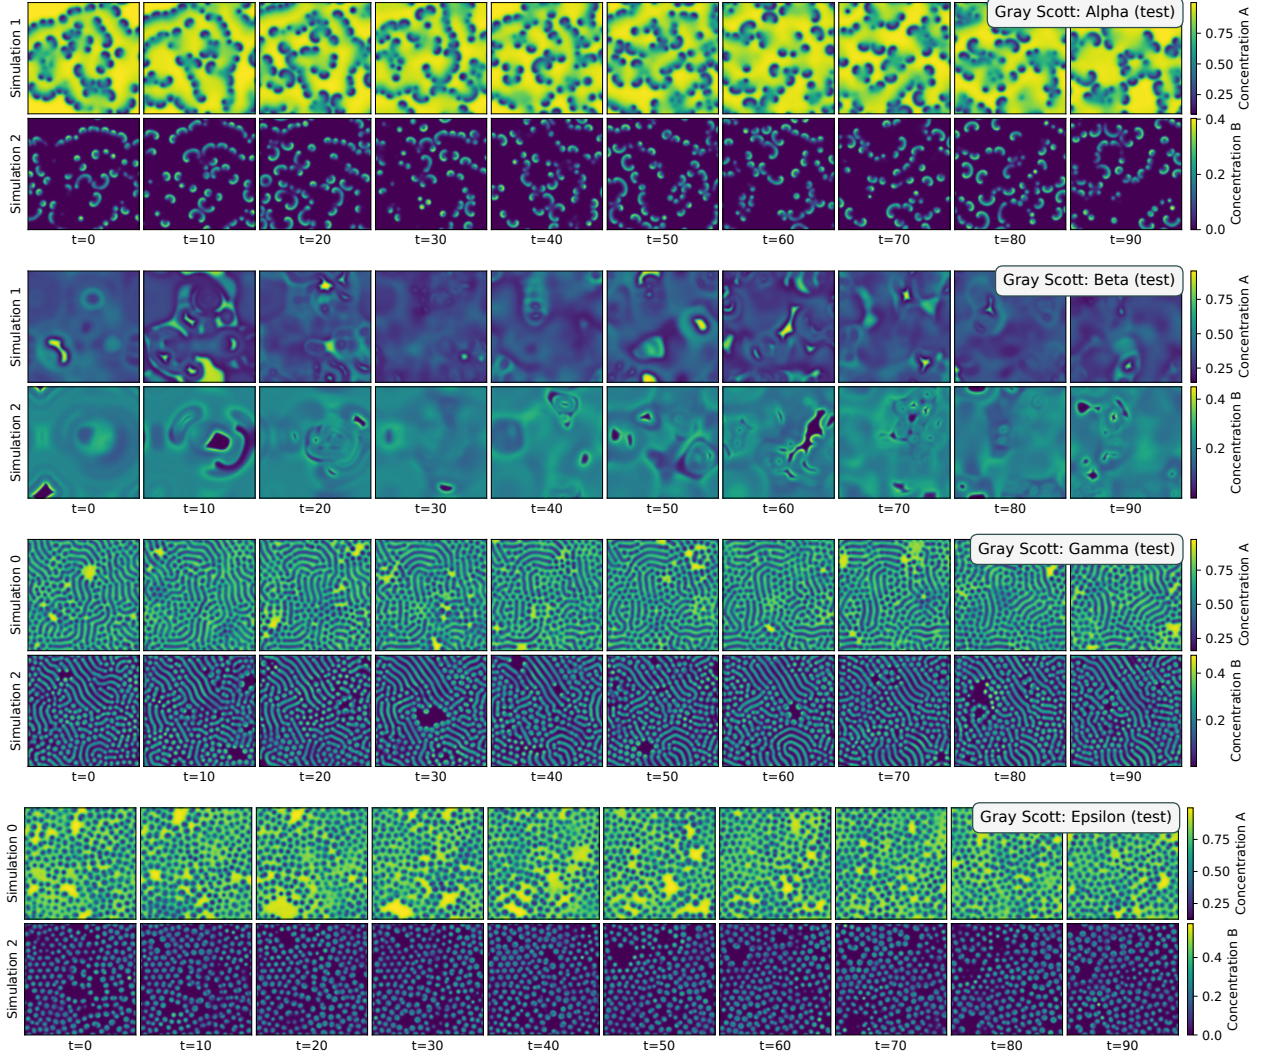 Gray Scott: Alpha (test)
Simulation 1
0.75
0.50
0.25
Concentration A
Simulation 2
0.4
0.2
0.0
Concentration B
t=0 t=10 t=20 t=30 t=40 t=50 t=60 t=70 t=80 t=90
Gray Scott: Beta (test)
Simulation 1
0.75
0.50
0.25
Concentration A
Simulation 2
0.4
0.2
Concentration B
t=0 t=10 t=20 t=30 t=40 t=50 t=60 t=70 t=80 t=90
Gray Scott: Gamma (test)
Simulation 0
0.75
0.50
0.25
Concentration A
Simulation 2
0.4
0.2
Concentration B
t=0 t=10 t=20 t=30 t=40 t=50 t=60 t=70 t=80 t=90
Gray Scott: Epsilon (test)
Simulation 0
0.75
0.50
0.25
Concentration A
Simulation 2
0.4
0.2
0.0
Concentration B
t=0 t=10 t=20 t=30 t=40 t=50 t=60 t=70 t=80 t=90